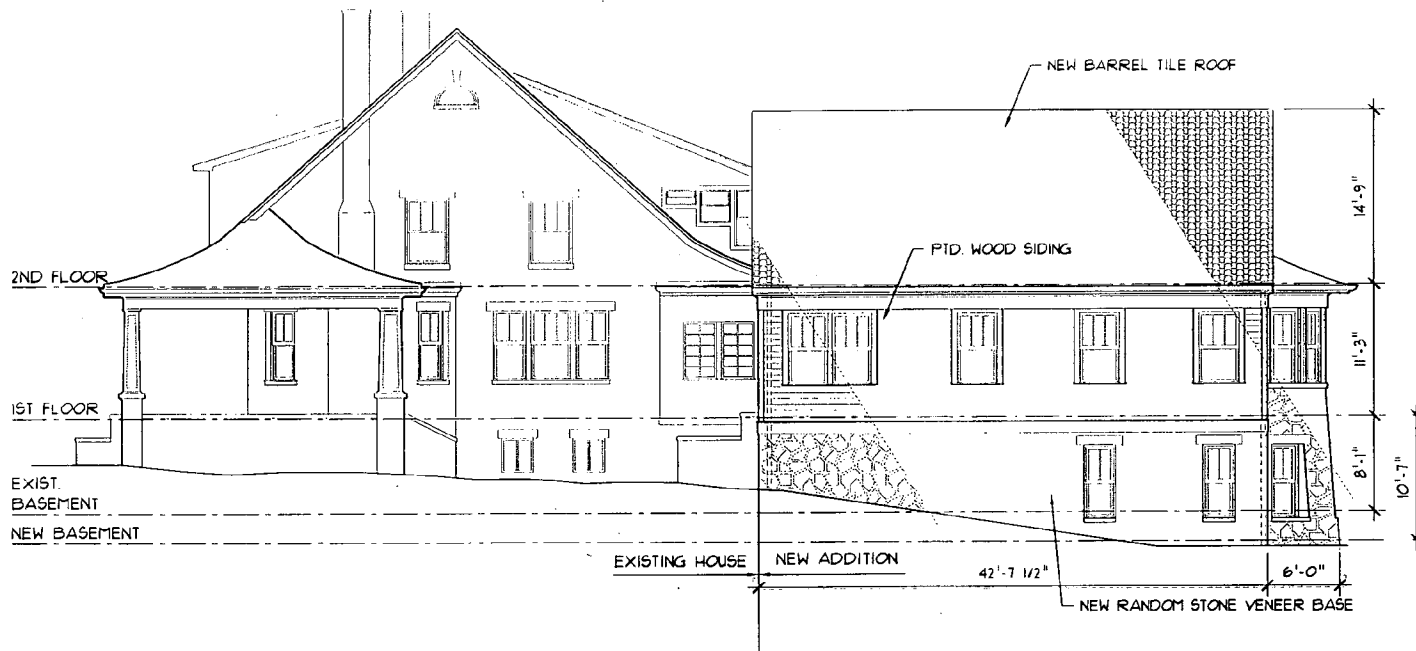 NEW BARREL TILE ROOF
14'-9"
PTD. WOOD SIDING
2ND FLOOR
11'-3"
1ST FLOOR
8'-1"
10'-7"
EXIST.
BASEMENT
NEW BASEMENT
EXISTING HOUSE
NEW ADDITION
42'-7 1/2"
6'-0"
NEW RANDOM STONE VENEER BASE